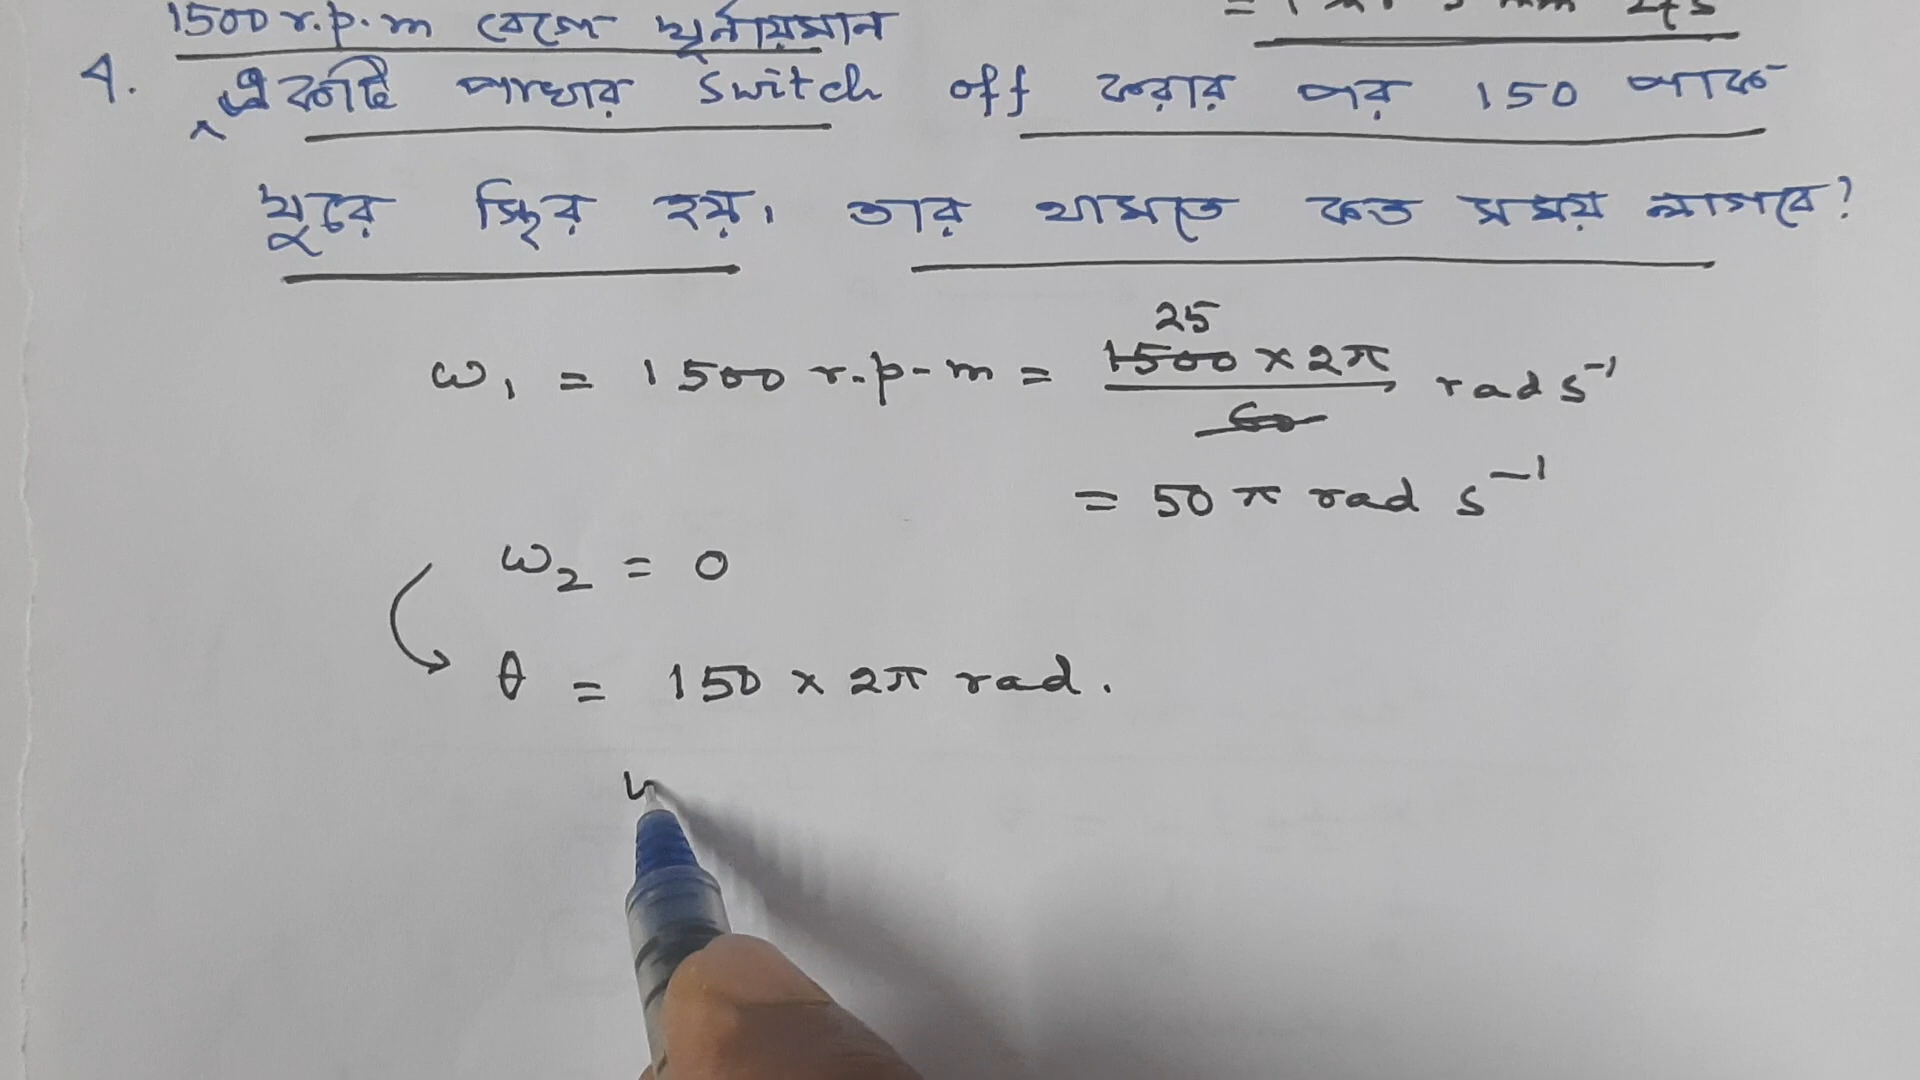 1500 r.p.m বেগে ঘূর্নায়মান
4. একটি পাখার switch off করার পর 150 পাক
ঘুরে স্থির হয়। তার থামতে কত সময় লাগবে?
25
ω₁ = 1500 r.p-m = 1500 × 2π / 60 rad s⁻¹
= 50 π rad s⁻¹
ω₂ = 0
θ = 150 × 2π rad.